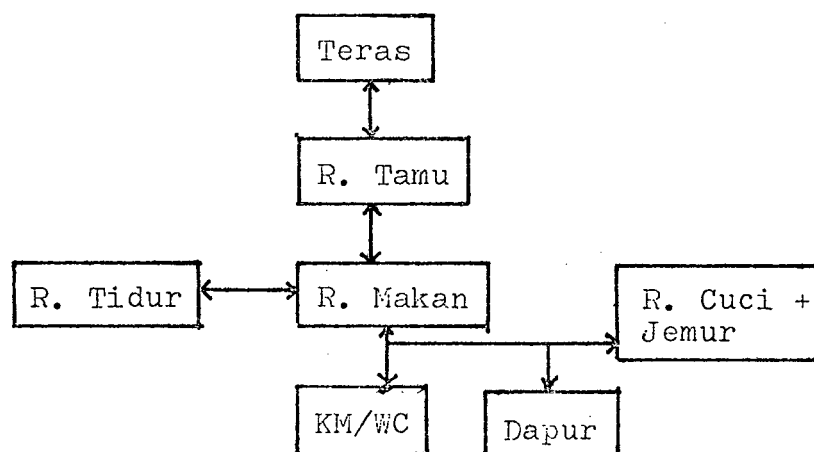 Teras
R. Tamu
R. Tidur
R. Makan
R. Cuci +
Jemur
KM/WC
Dapur